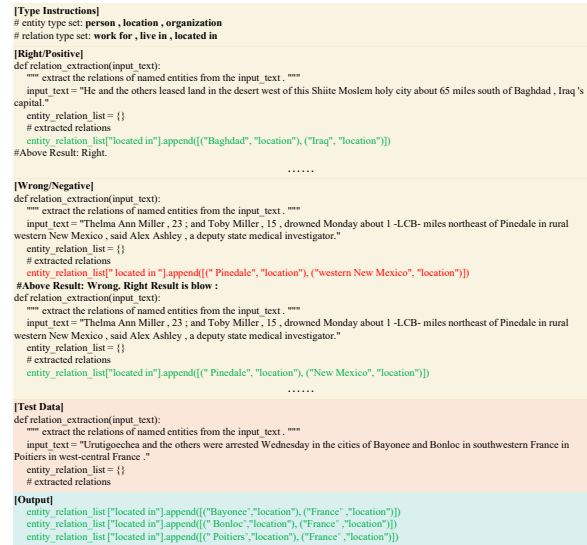 [Type Instructions]
# entity type set: person , location , organization
# relation type set: work for , live in , located in
[Right/Positive]
def relation_extraction(input_text):
""" extract the relations of named entities from the input_text . """
input_text = "He and the others leased land in the desert west of this Shiite Moslem holy city about 65 miles south of Baghdad , Iraq 's
capital."
entity_relation_list = {}
# extracted relations
entity_relation_list["located in"].append([("Baghdad", "location"), ("Iraq", "location")])
#Above Result: Right.
......
[Wrong/Negative]
def relation_extraction(input_text):
""" extract the relations of named entities from the input_text . """
input_text = "Thelma Ann Miller , 23 ; and Toby Miller , 15 , drowned Monday about 1 -LCB- miles northeast of Pinedale in rural
western New Mexico , said Alex Ashley , a deputy state medical investigator."
entity_relation_list = {}
# extracted relations
entity_relation_list[" located in "].append([(" Pinedale", "location"), ("western New Mexico", "location")])
#Above Result: Wrong. Right Result is blow :
def relation_extraction(input_text):
""" extract the relations of named entities from the input_text . """
input_text = "Thelma Ann Miller , 23 ; and Toby Miller , 15 , drowned Monday about 1 -LCB- miles northeast of Pinedale in rural
western New Mexico , said Alex Ashley , a deputy state medical investigator."
entity_relation_list = {}
# extracted relations
entity_relation_list["located in"].append([(" Pinedale", "location"), ("New Mexico", "location")])
......
[Test Data]
def relation_extraction(input_text):
""" extract the relations of named entities from the input_text . """
input_text = "Urutigoechea and the others were arrested Wednesday in the cities of Bayonee and Bonloc in southwestern France in
Poitiers in west-central France ."
entity_relation_list = {}
# extracted relations
[Output]
entity_relation_list ["located in"].append([("Bayonee","location"), ("France" ,"location")])
entity_relation_list ["located in"].append([(" Bonloc","location"), ("France" ,"location")])
entity_relation_list ["located in"].append([(" Poitiers","location"), ("France" ,"location")])